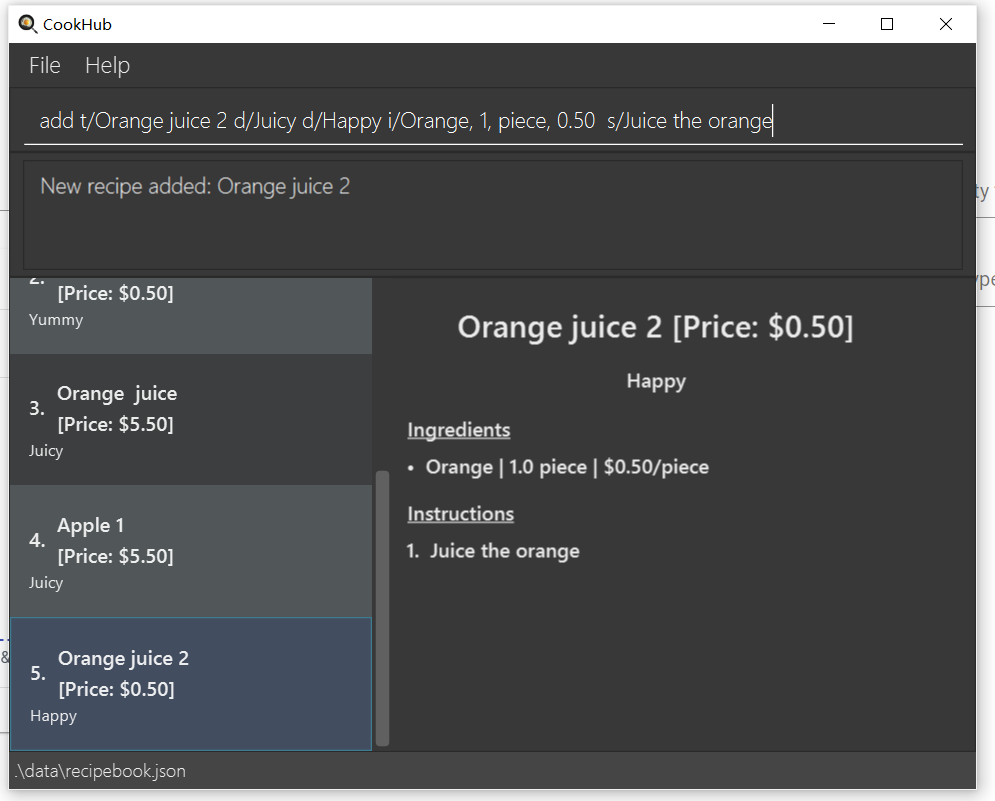 CookHub
File Help
add t/Orange juice 2 d/Juicy d/Happy i/Orange, 1, piece, 0.50  s/Juice the orange
New recipe added: Orange juice 2
2.
[Price: $0.50]
Yummy
3. Orange  juice
[Price: $5.50]
Juicy
4. Apple 1
[Price: $5.50]
Juicy
5. Orange juice 2
[Price: $0.50]
Happy
Orange juice 2 [Price: $0.50]
Happy
Ingredients
• Orange | 1.0 piece | $0.50/piece
Instructions
1. Juice the orange
.\data\recipebook.json
ty
&